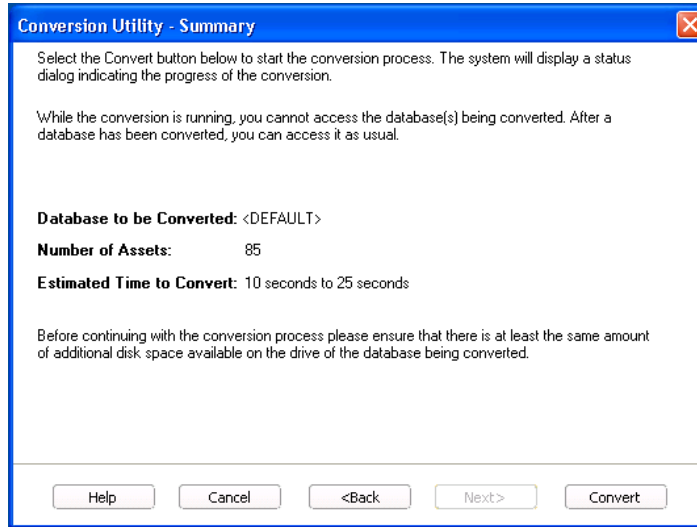 Conversion Utility - Summary
Select the Convert button below to start the conversion process. The system will display a status
dialog indicating the progress of the conversion.
While the conversion is running, you cannot access the database(s) being converted. After a
database has been converted, you can access it as usual.
Database to be Converted: <DEFAULT>
Number of Assets: 85
Estimated Time to Convert: 10 seconds to 25 seconds
Before continuing with the conversion process please ensure that there is at least the same amount
of additional disk space available on the drive of the database being converted.
Help Cancel <Back Next> Convert